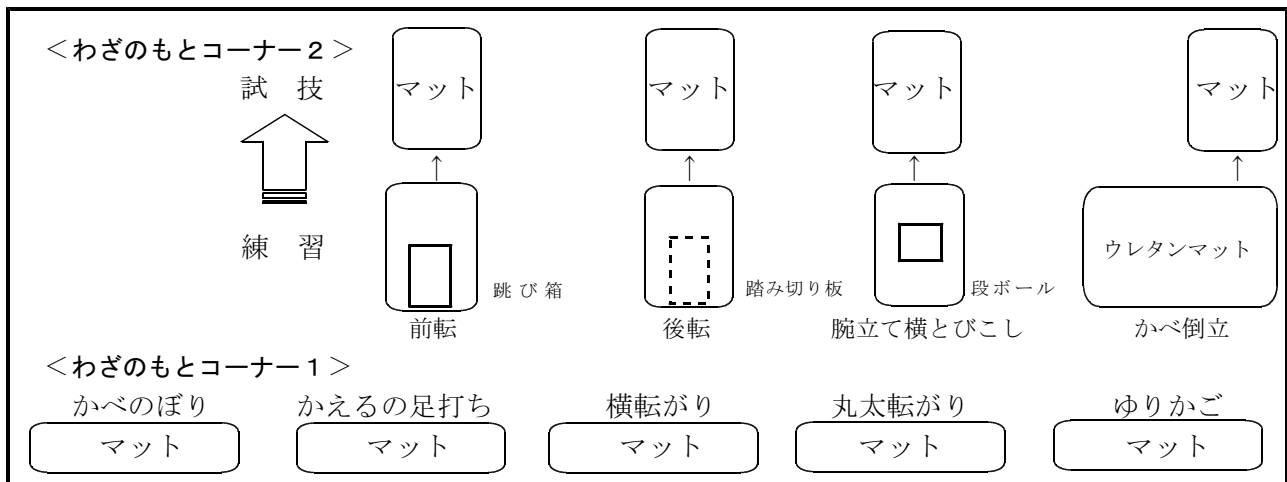 ＜わざのもとコーナー２＞
試　技
マット　マット　マット　マット
↑　↑　↑　↑
練　習
ウレタンマット
跳び箱　踏み切り板　段ボール
前転　後転　腕立て横とびこし　かべ倒立
＜わざのもとコーナー１＞
かべのぼり　かえるの足打ち　横転がり　丸太転がり　ゆりかご
マット　マット　マット　マット　マット